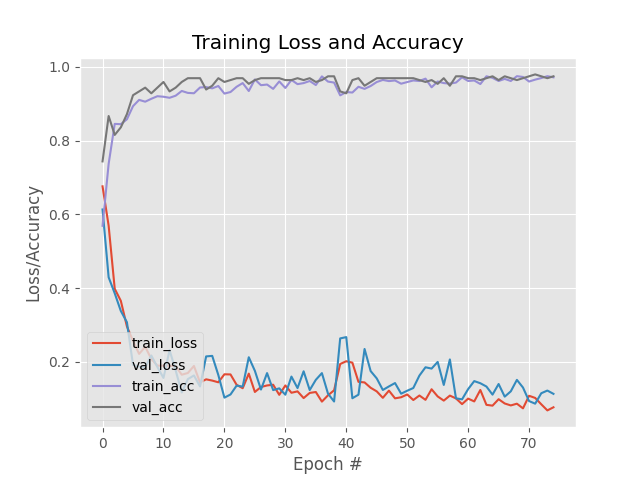 Training Loss and Accuracy
1.0
0.8
0.6
0.4
0.2
Loss/Accuracy
train_loss
val_loss
train_acc
val_acc
0 10 20 30 40 50 60 70
Epoch #